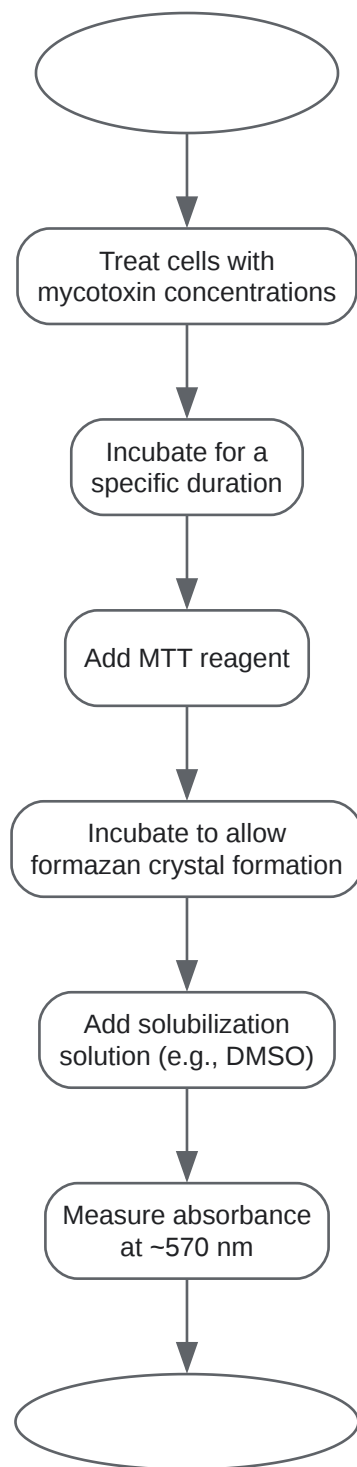 Treat cells with
mycotoxin concentrations
Incubate for a
specific duration
Add MTT reagent
Incubate to allow
formazan crystal formation
Add solubilization
solution (e.g., DMSO)
Measure absorbance
at ~570 nm